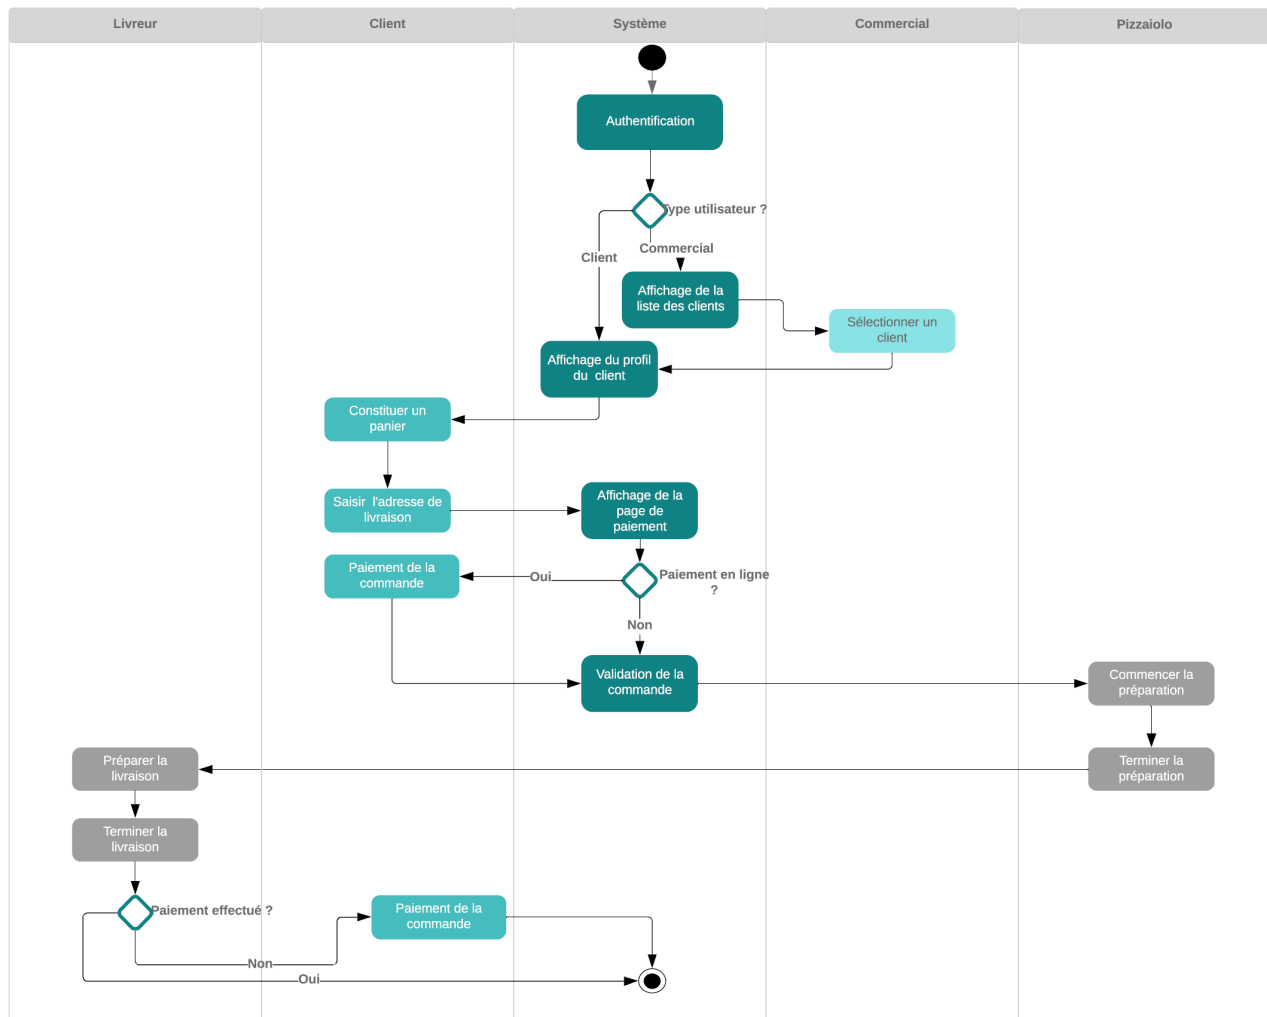 Livreur
Client
Système
Commercial
Pizzaiolo
Authentification
Type utilisateur ?
Commercial
Client
Affichage de la
liste des clients
Sélectionner un
client
Affichage du profil
du client
Constituer un
panier
Saisir l'adresse de
livraison
Affichage de la
page de
paiement
Paiement de la
commande
Oui
Paiement en ligne
?
Non
Validation de la
commande
Commencer la
préparation
Préparer la
livraison
Terminer la
préparation
Terminer la
livraison
Paiement effectué ?
Paiement de la
commande
Non
Oui